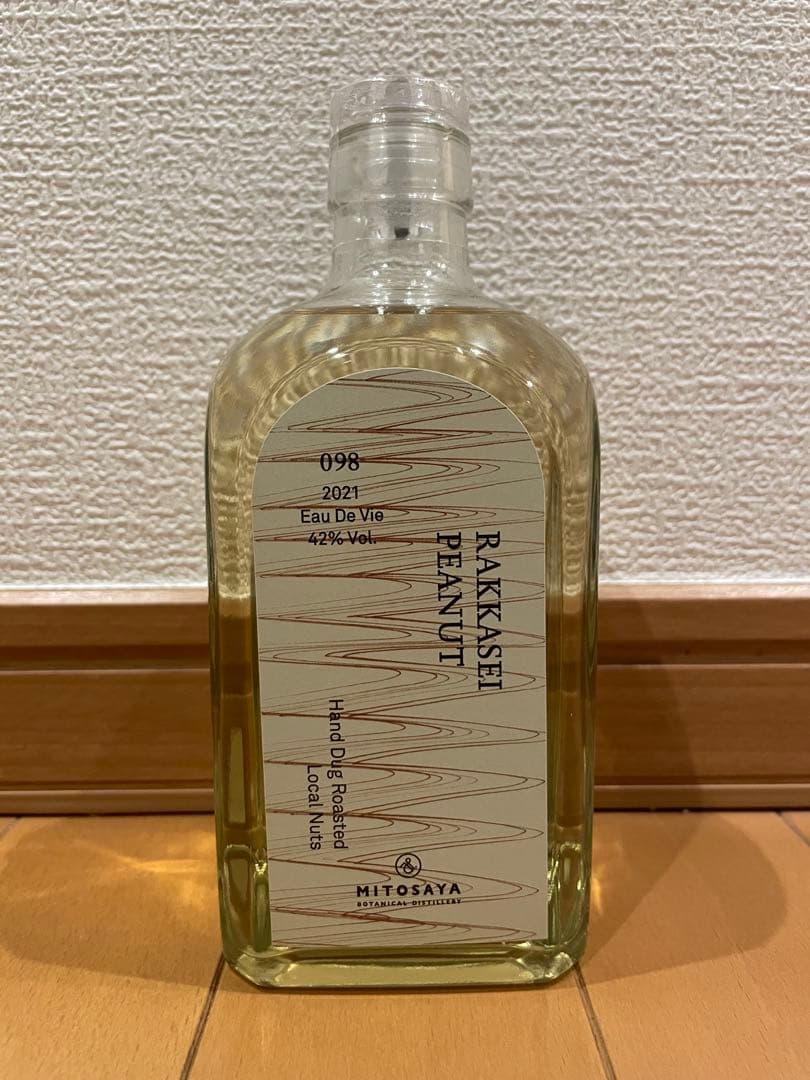 098
2021
Eau De Vie
42% Vol.
RAKKASEI
PEANUT
Hand Dug Roasted
Local Nuts
MITOSAYA
BOTANICAL DISTILLERY